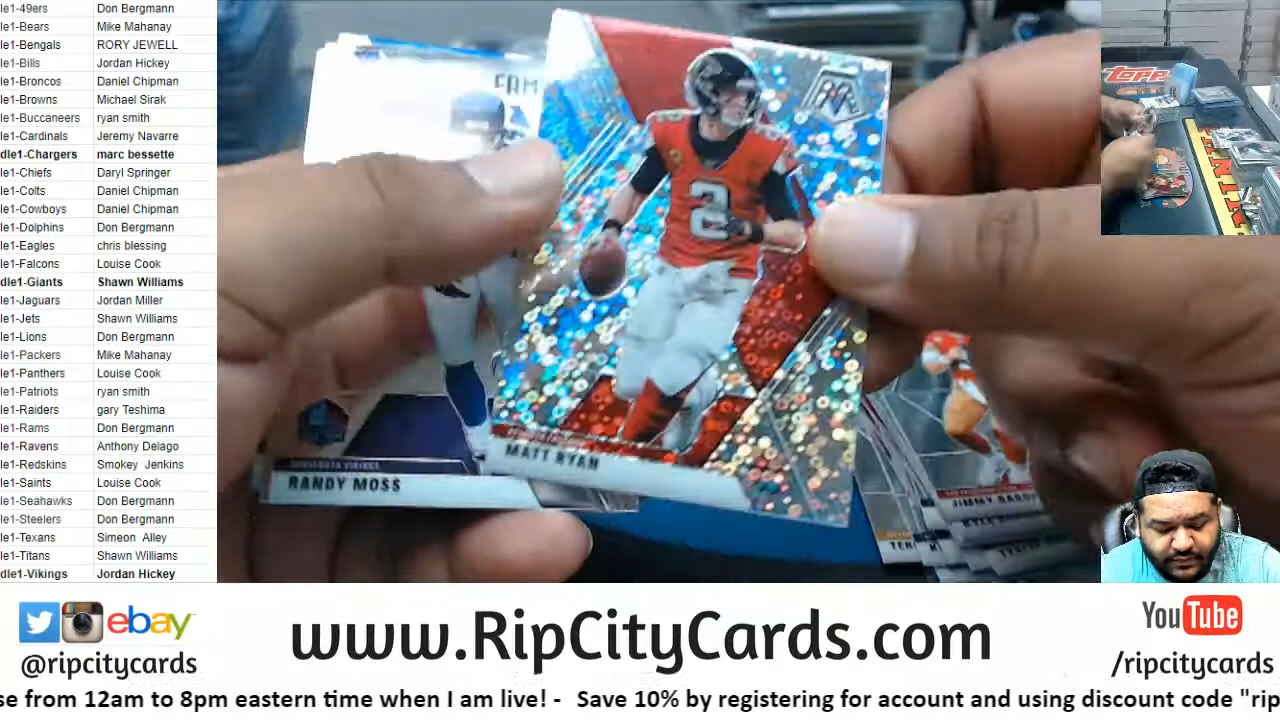 le1-49ers Don Bergmann
le1-Bears Mike Mahanay
le1-Bengals RORY JEWELL
le1-Bills Jordan Hickey
le1-Broncos Daniel Chipman
le1-Browns Michael Sirak
le1-Buccaneers ryan smith
le1-Cardinals Jeremy Navarre
dle1-Chargers marc bessette
le1-Chiefs Daryl Springer
le1-Colts Daniel Chipman
le1-Cowboys Daniel Chipman
le1-Dolphins Don Bergmann
le1-Eagles chris blessing
le1-Falcons Louise Cook
dle1-Giants Shawn Williams
le1-Jaguars Jordan Miller
le1-Jets Shawn Williams
le1-Lions Don Bergmann
le1-Packers Mike Mahanay
le1-Panthers Louise Cook
le1-Patriots ryan smith
le1-Raiders gary Teshima
le1-Rams Don Bergmann
le1-Ravens Anthony Delago
le1-Redskins Smokey Jenkins
le1-Saints Louise Cook
le1-Seahawks Don Bergmann
le1-Steelers Don Bergmann
le1-Texans Simeon Alley
le1-Titans Shawn Williams
dle1-Vikings Jordan Hickey
FAM
2
MATT RYAN
MINNESOTA VIKINGS
RANDY MOSS
JIMMY
TOPP
ebay
@ripcitycards
www.RipCityCards.com
YouTube
/ripcitycards
se from 12am to 8pm eastern time when I am live! - Save 10% by registering for account and using discount code "rip